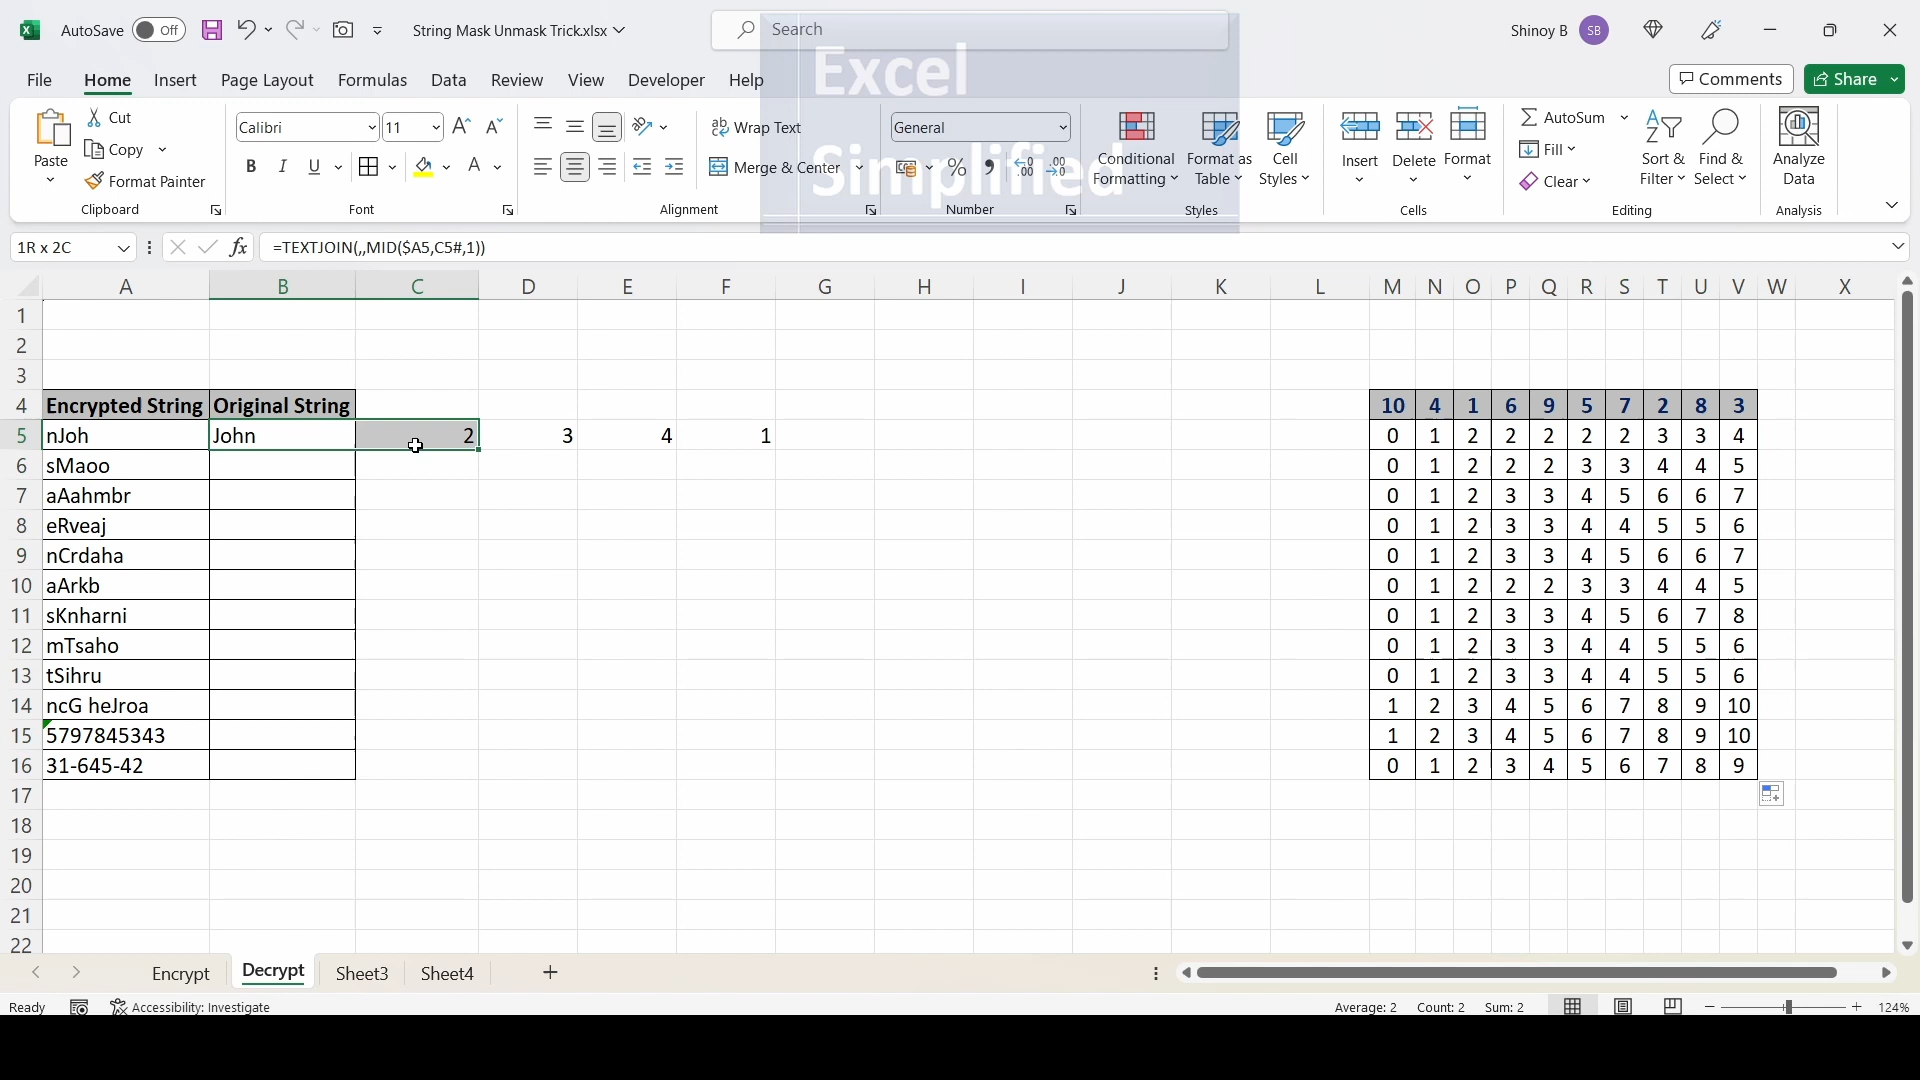 AutoSave Off String Mask Unmask Trick.xlsx Search Shinoy B SB
File Home Insert Page Layout Formulas Data Review View Developer Help Comments Share
Excel
Simplified
Paste Cut Copy Format Painter Clipboard
Calibri 11 B I U A Font
Wrap Text Merge & Center Alignment
General % Number
Conditional Formatting Format as Table Cell Styles Styles
Insert Delete Format Cells
AutoSum Fill Clear Sort & Filter Find & Select Editing
Analyze Data Analysis
1R x 2C fx =TEXTJOIN(,,MID($A5,C5#,1))
A B C D E F G H I J K L M N O P Q R S T U V W X
1
2
3
4 Encrypted String Original String 10 4 1 6 9 5 7 2 8 3
5 nJoh John 2 3 4 1 0 1 2 2 2 2 2 3 3 4
6 sMaoo 0 1 2 2 2 3 3 4 4 5
7 aAahmbr 0 1 2 3 3 4 5 6 6 7
8 eRveaj 0 1 2 3 3 4 4 5 5 6
9 nCrdaha 0 1 2 3 3 4 5 6 6 7
10 aArkb 0 1 2 2 2 3 3 4 4 5
11 sKnharni 0 1 2 3 3 4 5 6 7 8
12 mTsaho 0 1 2 3 3 4 4 5 5 6
13 tSihru 0 1 2 3 3 4 4 5 5 6
14 ncG heJroa 1 2 3 4 5 6 7 8 9 10
15 5797845343 1 2 3 4 5 6 7 8 9 10
16 31-645-42 0 1 2 3 4 5 6 7 8 9
17
18
19
20
21
22
Encrypt Decrypt Sheet3 Sheet4
Ready Accessibility: Investigate Average: 2 Count: 2 Sum: 2 124%